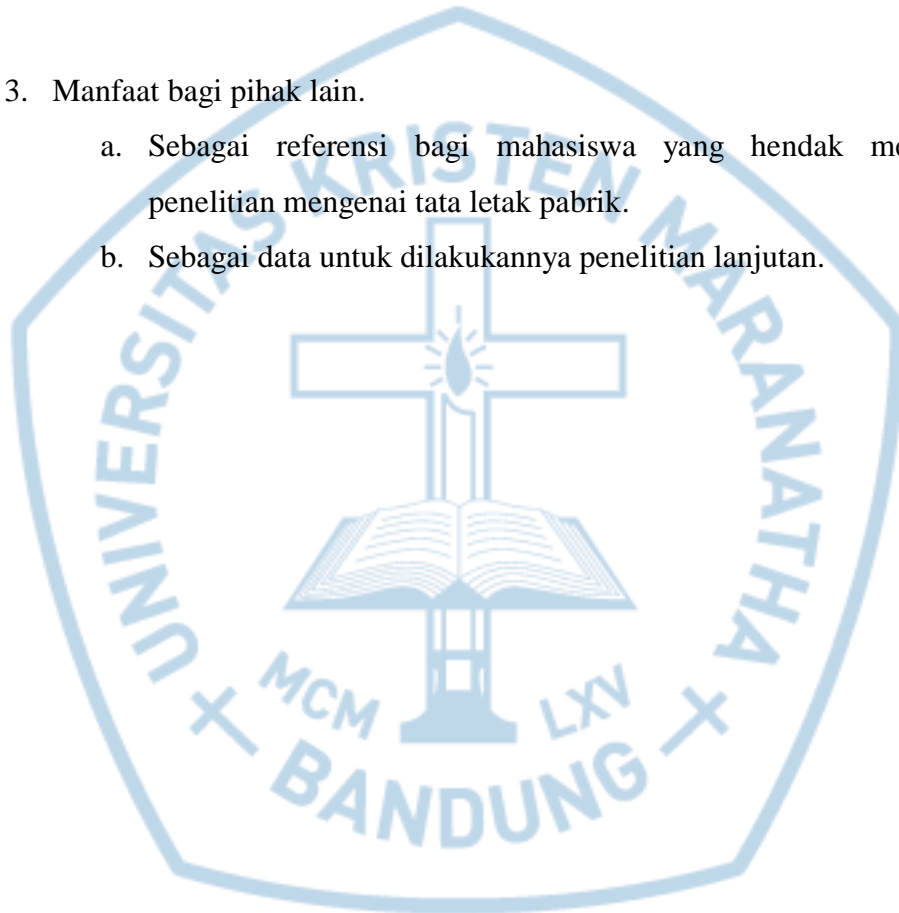 3. Manfaat bagi pihak lain.
a. Sebagai referensi bagi mahasiswa yang hendak
penelitian mengenai tata letak pabrik.
b. Sebagai data untuk dilakukannya penelitian lanjutan.
UNIVERSITAS KRISTEN MARANATHA
MCM LXV
BANDUNG